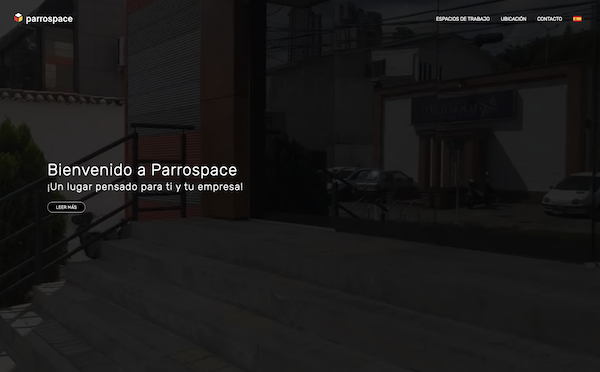 parrospace
ESPACIOS DE TRABAJO
UBICACIÓN
CONTACTO
Bienvenido a Parrospace
¡Un lugar pensado para ti y tu empresa!
LEER MÁS